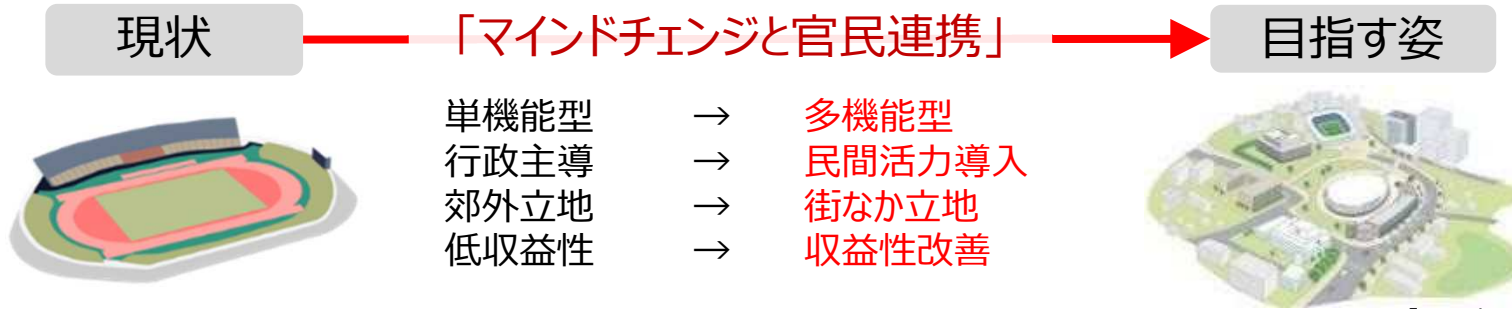 現状 「マインドチェンジと官民連携」 目指す姿
単機能型 → 多機能型
行政主導 → 民間活力導入
郊外立地 → 街なか立地
低収益性 → 収益性改善